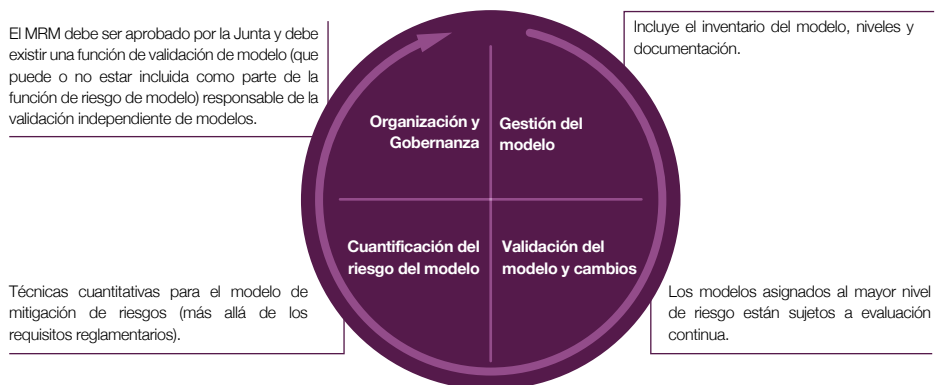 El MRM debe ser aprobado por la Junta y debe
existir una función de validación de modelo (que
puede o no estar incluida como parte de la
función de riesgo de modelo) responsable de la
validación independiente de modelos.
Incluye el inventario del modelo, niveles y
documentación.
Organización y
Gobernanza
Gestión del
modelo
Cuantificación del
riesgo del modelo
Validación del
modelo y cambios
Técnicas cuantitativas para el modelo de
mitigación de riesgos (más allá de los
requisitos reglamentarios).
Los modelos asignados al mayor nivel
de riesgo están sujetos a evaluación
continua.